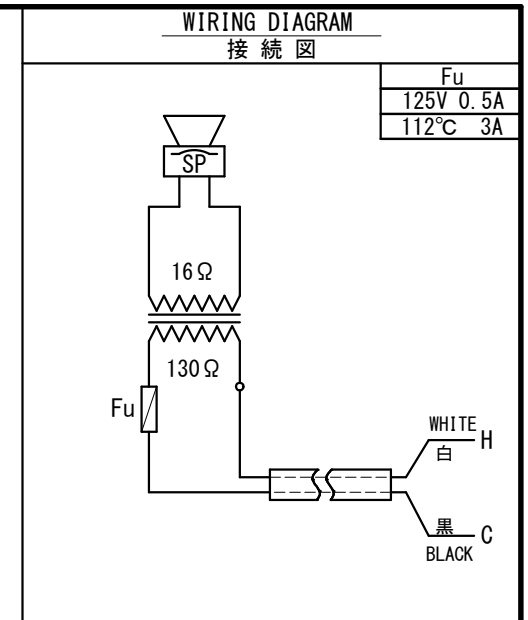 WIRING DIAGRAM
接続図
Fu
125V 0.5A
112℃ 3A
SP
16Ω
130Ω
Fu
WHITE
白
H
黒
C
BLACK